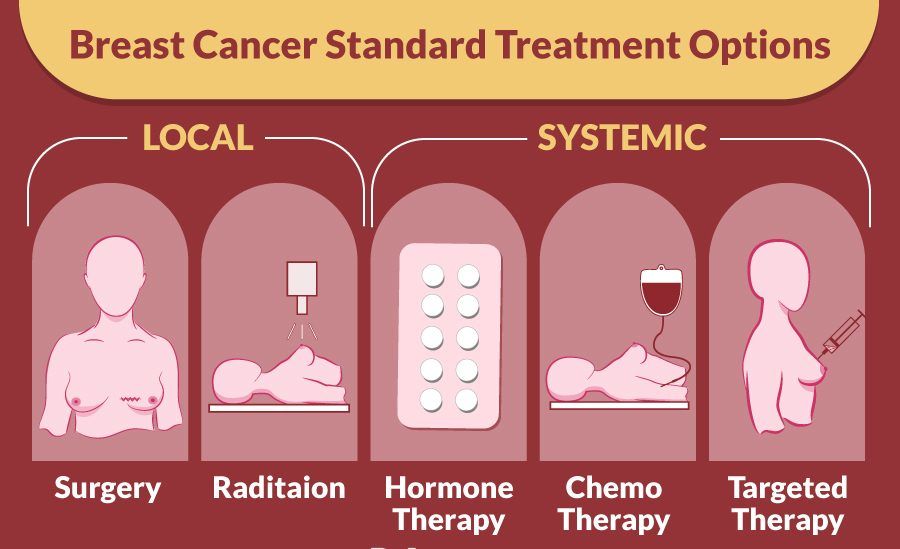 Breast Cancer Standard Treatment Options
LOCAL
SYSTEMIC
Surgery
Raditaion
Hormone
Therapy
Chemo
Therapy
Targeted
Therapy